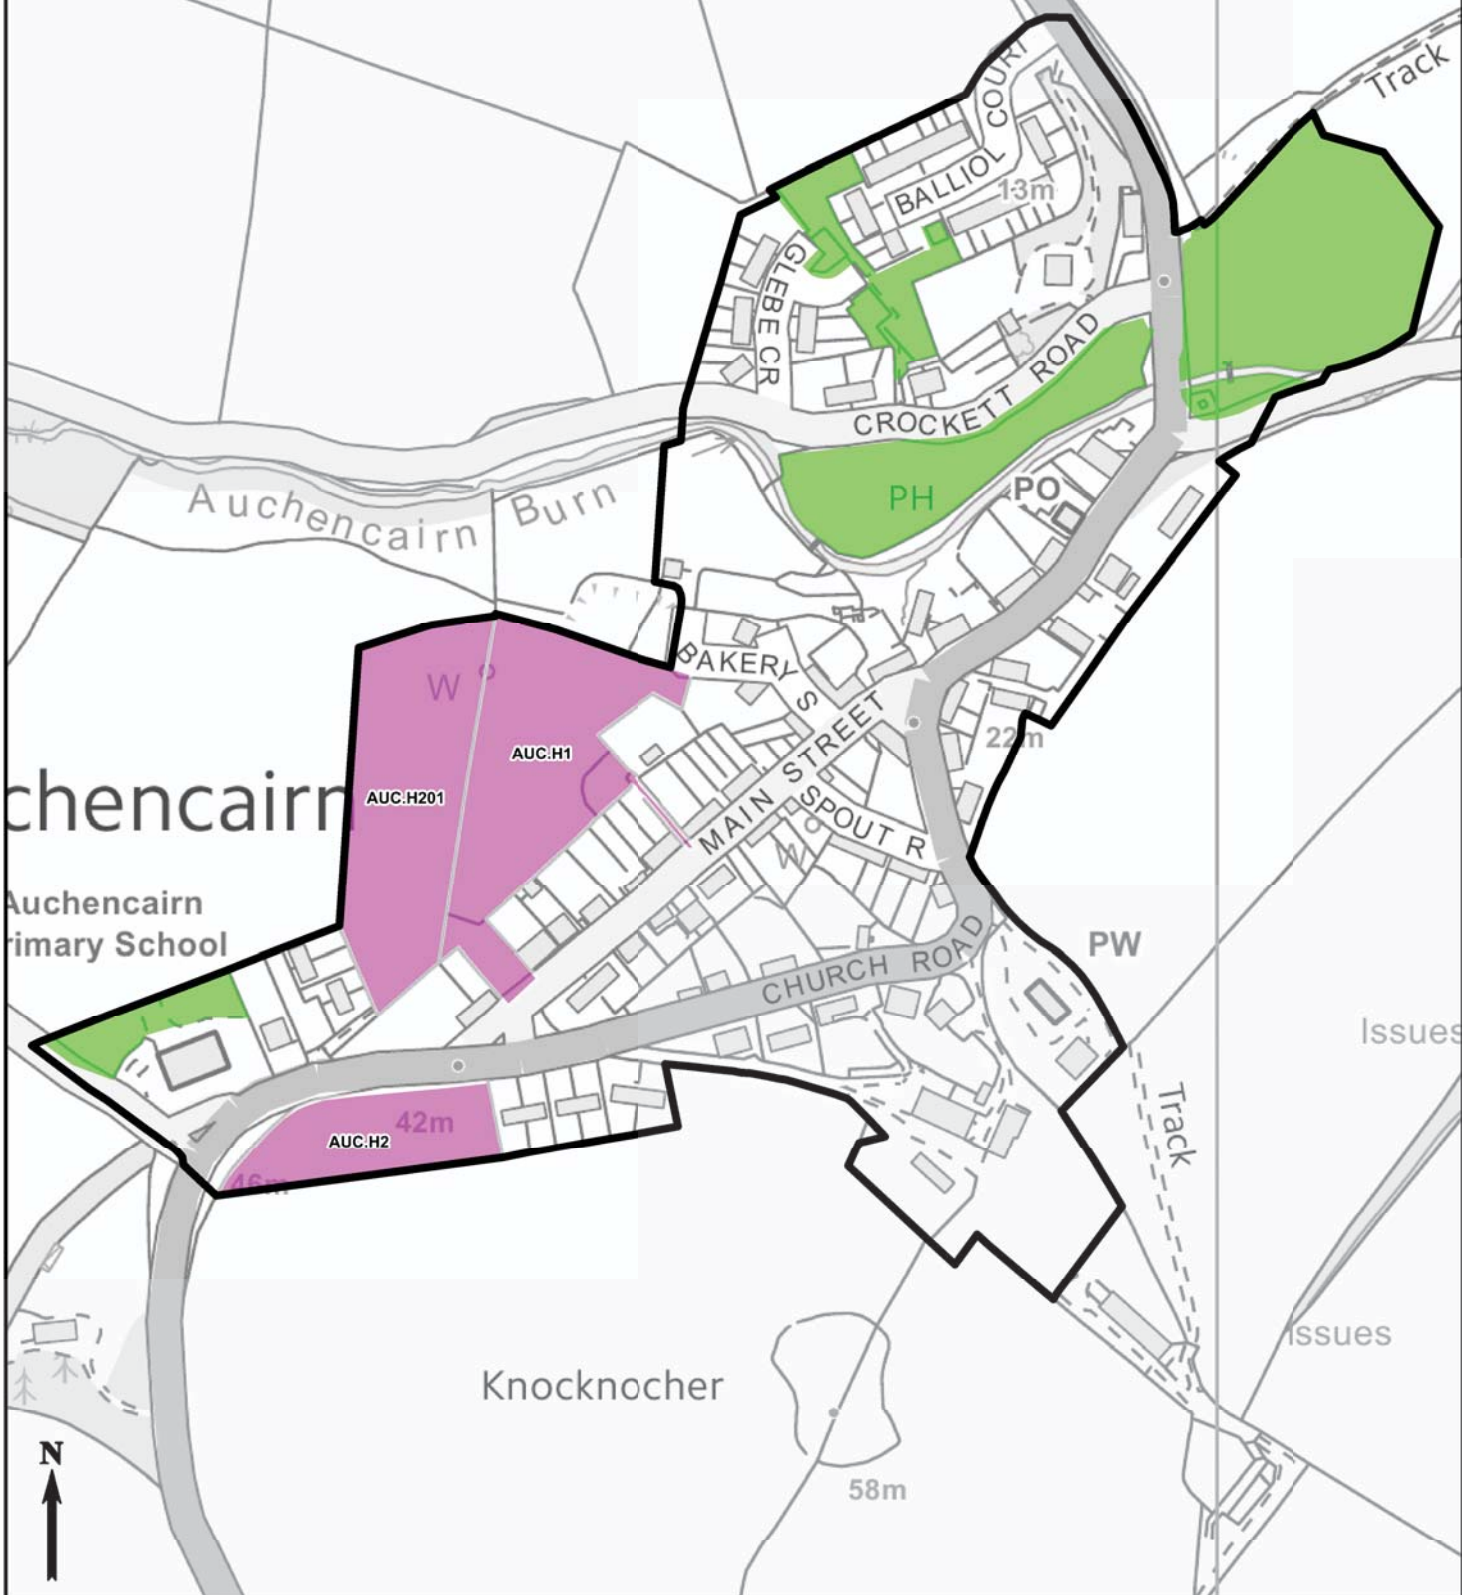 Track
COURT
BALLIOL
13m
GLEBE CR
CROCKETT ROAD
Auchencairn Burn
PH
PO
BAKERY S
W
AUC.H1
22m
chencairn
AUC.H201
MAIN STREET
SPOUT R
W
Auchencairn
rimary School
PW
CHURCH ROAD
Issues
Track
42m
AUC.H2
46m
Issues
Knocknocher
N
58m